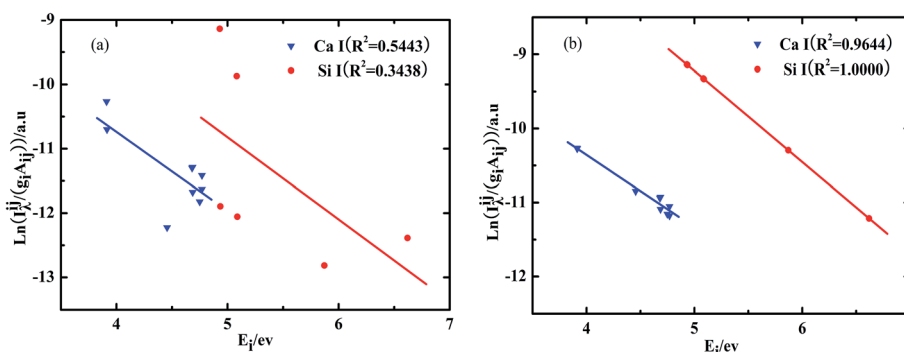 (a)
Ca I(R²=0.5443)
Si I(R²=0.3438)
Ln(I_λ^ij/(g_iA_ij))/a.u
-9
-10
-11
-12
-13
4
5
6
7
E_i/ev
(b)
Ca I(R²=0.9644)
Si I(R²=1.0000)
Ln(I_λ^ij/(g_iA_ij))/a.u
-9
-10
-11
-12
4
5
6
E_i/ev